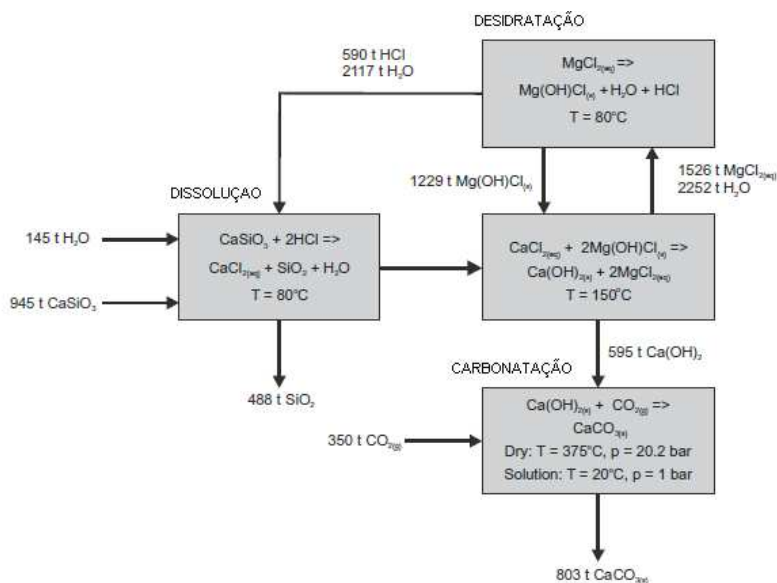 DESIDRATAÇÃO
590 t HCl
2117 t H₂O
MgCl₂₍ₐq₎ =>
Mg(OH)Cl₍ₛ₎ + H₂O + HCl
T = 80°C
1229 t Mg(OH)Cl₍ₛ₎
1526 t MgCl₂₍ₐq₎
2252 t H₂O
DISSOLUÇAO
145 t H₂O
945 t CaSiO₃
CaSiO₃ + 2HCl =>
CaCl₂₍ₐq₎ + SiO₂ + H₂O
T = 80°C
CaCl₂₍ₐq₎ + 2Mg(OH)Cl₍ₛ₎ =>
Ca(OH)₂₍ₛ₎ + 2MgCl₂₍ₐq₎
T = 150°C
488 t SiO₂
595 t Ca(OH)₂
CARBONATAÇÃO
350 t CO₂₍g₎
Ca(OH)₂₍ₛ₎ + CO₂₍g₎ =>
CaCO₃₍ₛ₎
Dry: T = 375°C, p = 20.2 bar
Solution: T = 20°C, p = 1 bar
803 t CaCO₃₍ₛ₎